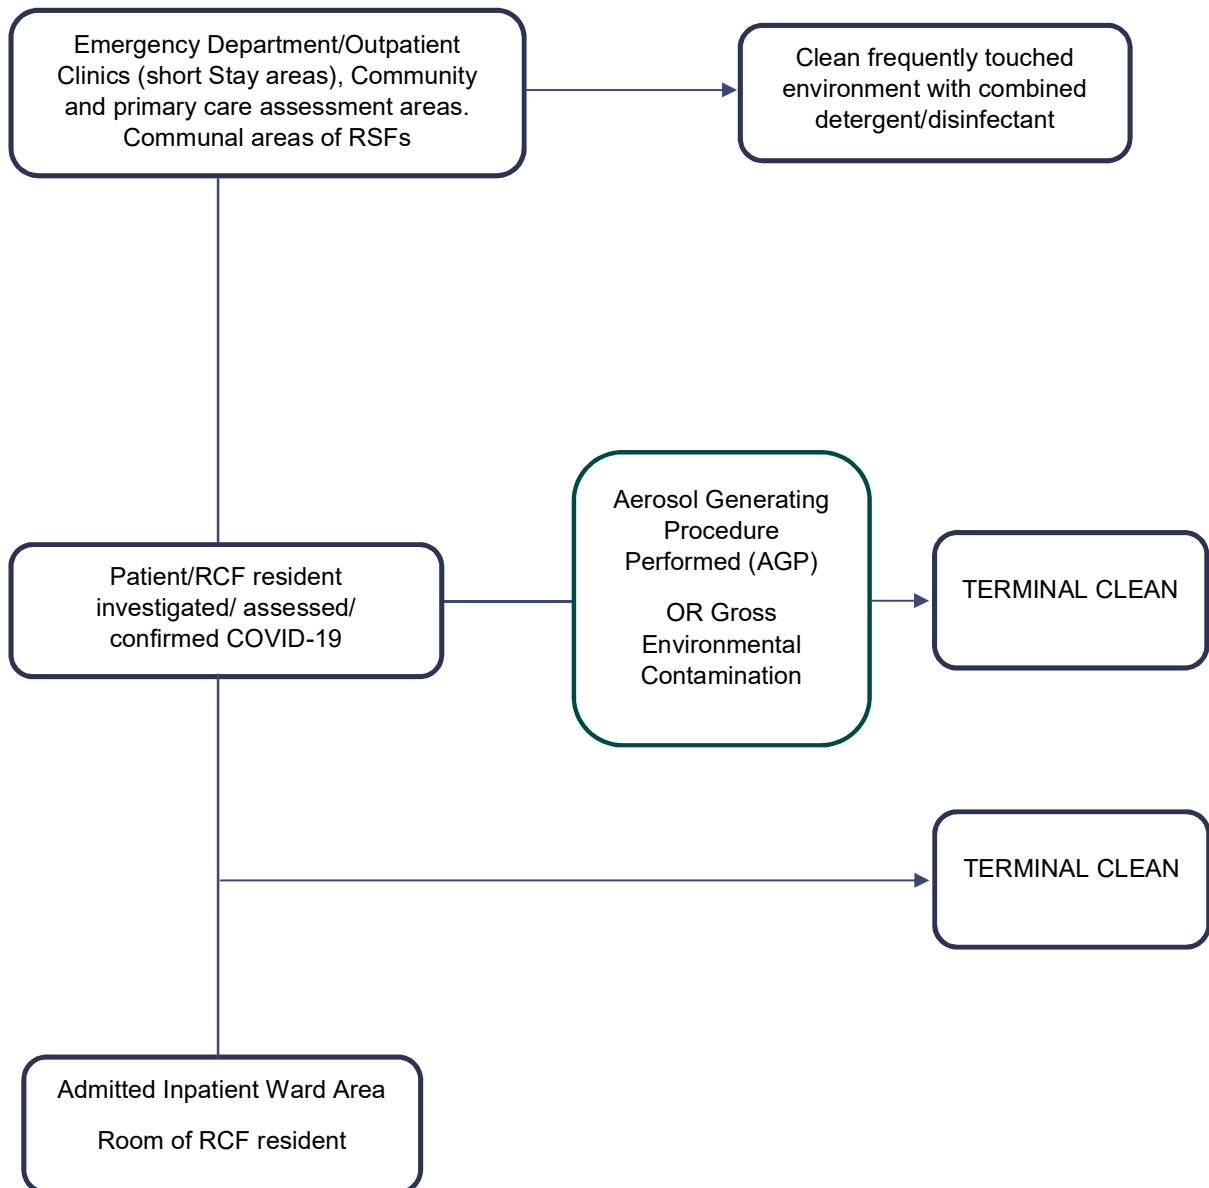 Emergency Department/Outpatient
Clinics (short Stay areas), Community
and primary care assessment areas.
Communal areas of RSFs
Clean frequently touched
environment with combined
detergent/disinfectant
Patient/RCF resident
investigated/ assessed/
confirmed COVID-19
Aerosol Generating
Procedure
Performed (AGP)
OR Gross
Environmental
Contamination
TERMINAL CLEAN
TERMINAL CLEAN
Admitted Inpatient Ward Area
Room of RCF resident